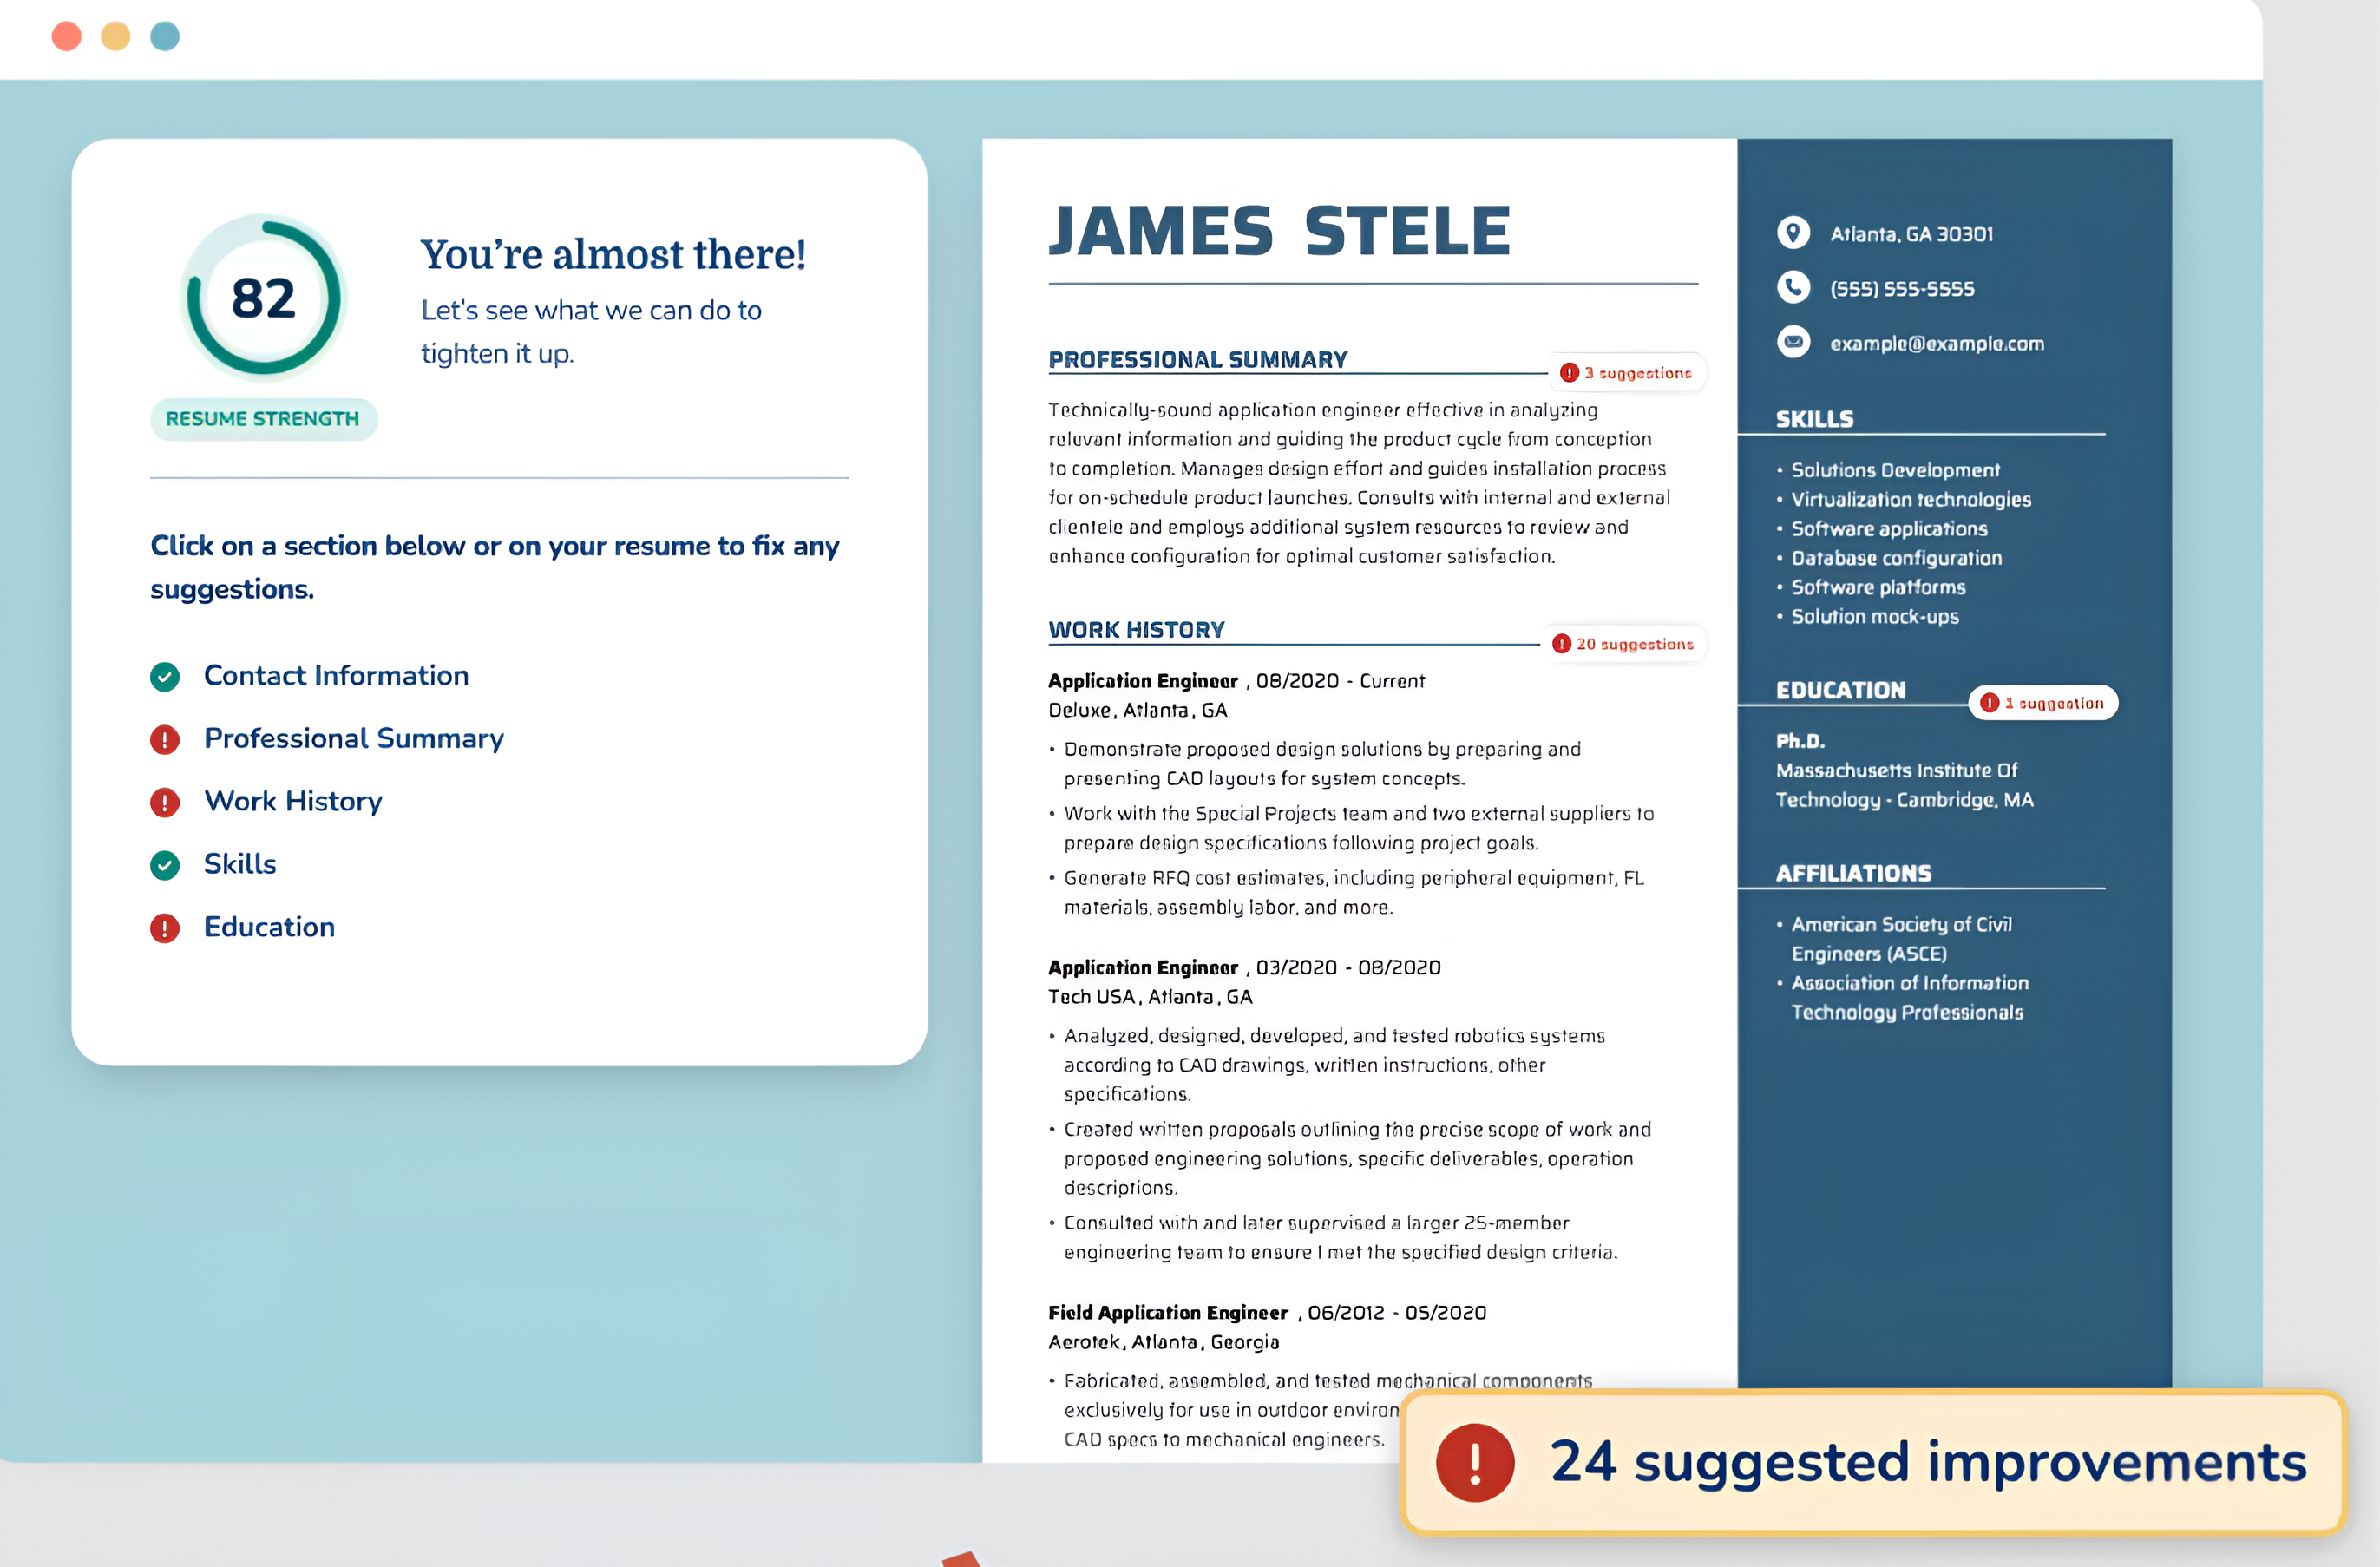 82
RESUME STRENGTH
You're almost there!
Let's see what we can do to
tighten it up.
Click on a section below or on your resume to fix any
suggestions.
Contact Information
Professional Summary
Work History
Skills
Education
JAMES STELE
PROFESSIONAL SUMMARY
3 suggestions
Technically-sound application engineer effective in analyzing
relevant information and guiding the product cycle from conception
to completion. Manages design effort and guides installation process
for on-schedule product launches. Consults with internal and external
clientele and employs additional system resources to review and
enhance configuration for optimal customer satisfaction.
WORK HISTORY
20 suggestions
Application Engineer , 08/2020 - Current
Deluxe, Atlanta, GA
• Demonstrate proposed design solutions by preparing and
presenting CAD layouts for system concepts.
• Work with the Special Projects team and two external suppliers to
prepare design specifications following project goals.
• Generate RFQ cost estimates, including peripheral equipment, FL
materials, assembly labor, and more.
Application Engineer , 03/2020 - 08/2020
Tech USA, Atlanta, GA
• Analyzed, designed, developed, and tested robotics systems
according to CAD drawings, written instructions, other
specifications.
• Created written proposals outlining the precise scope of work and
proposed engineering solutions, specific deliverables, operation
descriptions.
• Consulted with and later supervised a larger 25-member
engineering team to ensure I met the specified design criteria.
Field Application Engineer , 06/2012 - 05/2020
Aerotek, Atlanta, Georgia
• Fabricated, assembled, and tested mechanical components
exclusively for use in outdoor environ
CAD specs to mechanical engineers.
Atlanta, GA 30301
(555) 555-5555
example@example.com
SKILLS
• Solutions Development
• Virtualization technologies
• Software applications
• Database configuration
• Software platforms
• Solution mock-ups
EDUCATION
1 suggestion
Ph.D.
Massachusetts Institute Of
Technology - Cambridge, MA
AFFILIATIONS
• American Society of Civil
Engineers (ASCE)
• Association of Information
Technology Professionals
24 suggested improvements